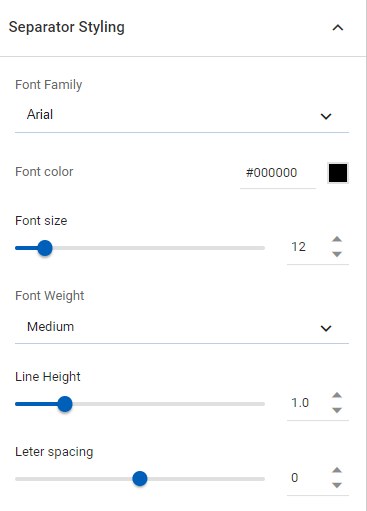 Separator Styling
Font Family
Arial
Font color #000000
Font size
12
Font Weight
Medium
Line Height
1.0
Leter spacing
0